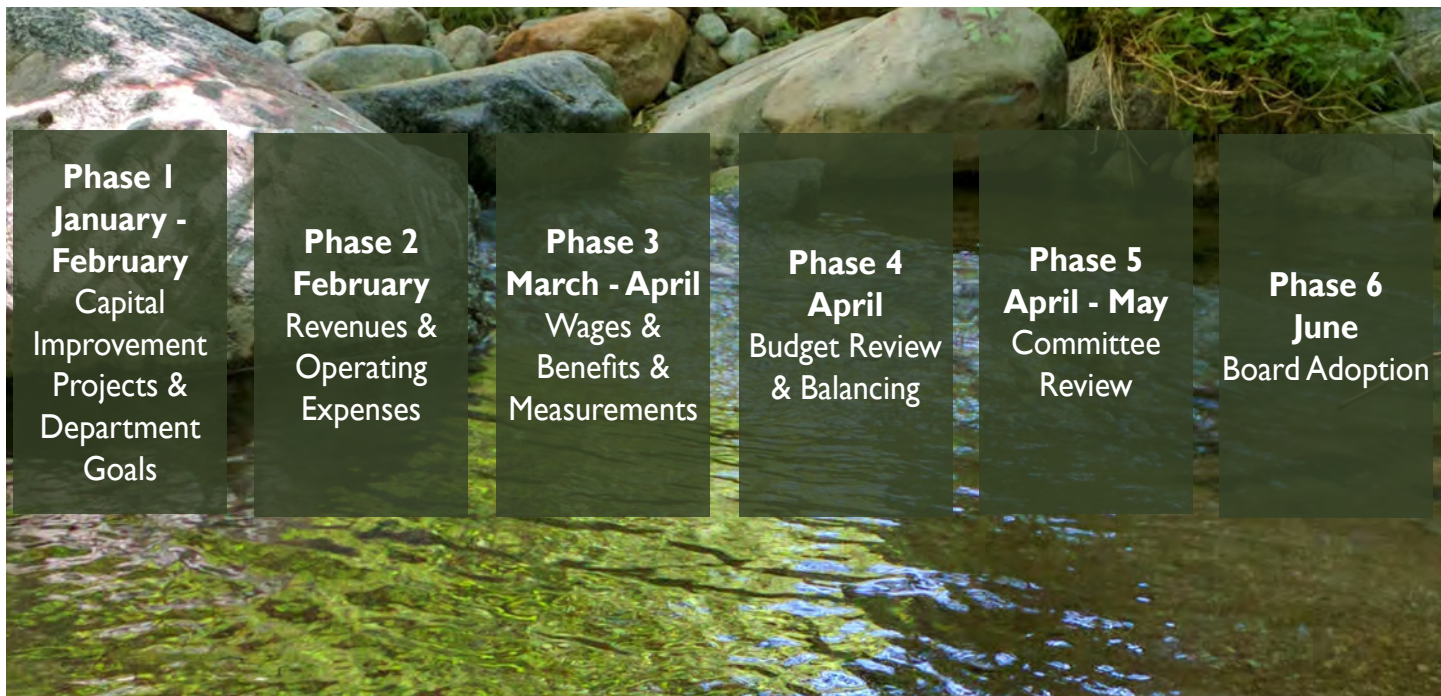 Phase 1
January -
February
Capital
Improvement
Projects &
Department
Goals
Phase 2
February
Revenues &
Operating
Expenses
Phase 3
March - April
Wages &
Benefits &
Measurements
Phase 4
April
Budget Review
& Balancing
Phase 5
April - May
Committee
Review
Phase 6
June
Board Adoption